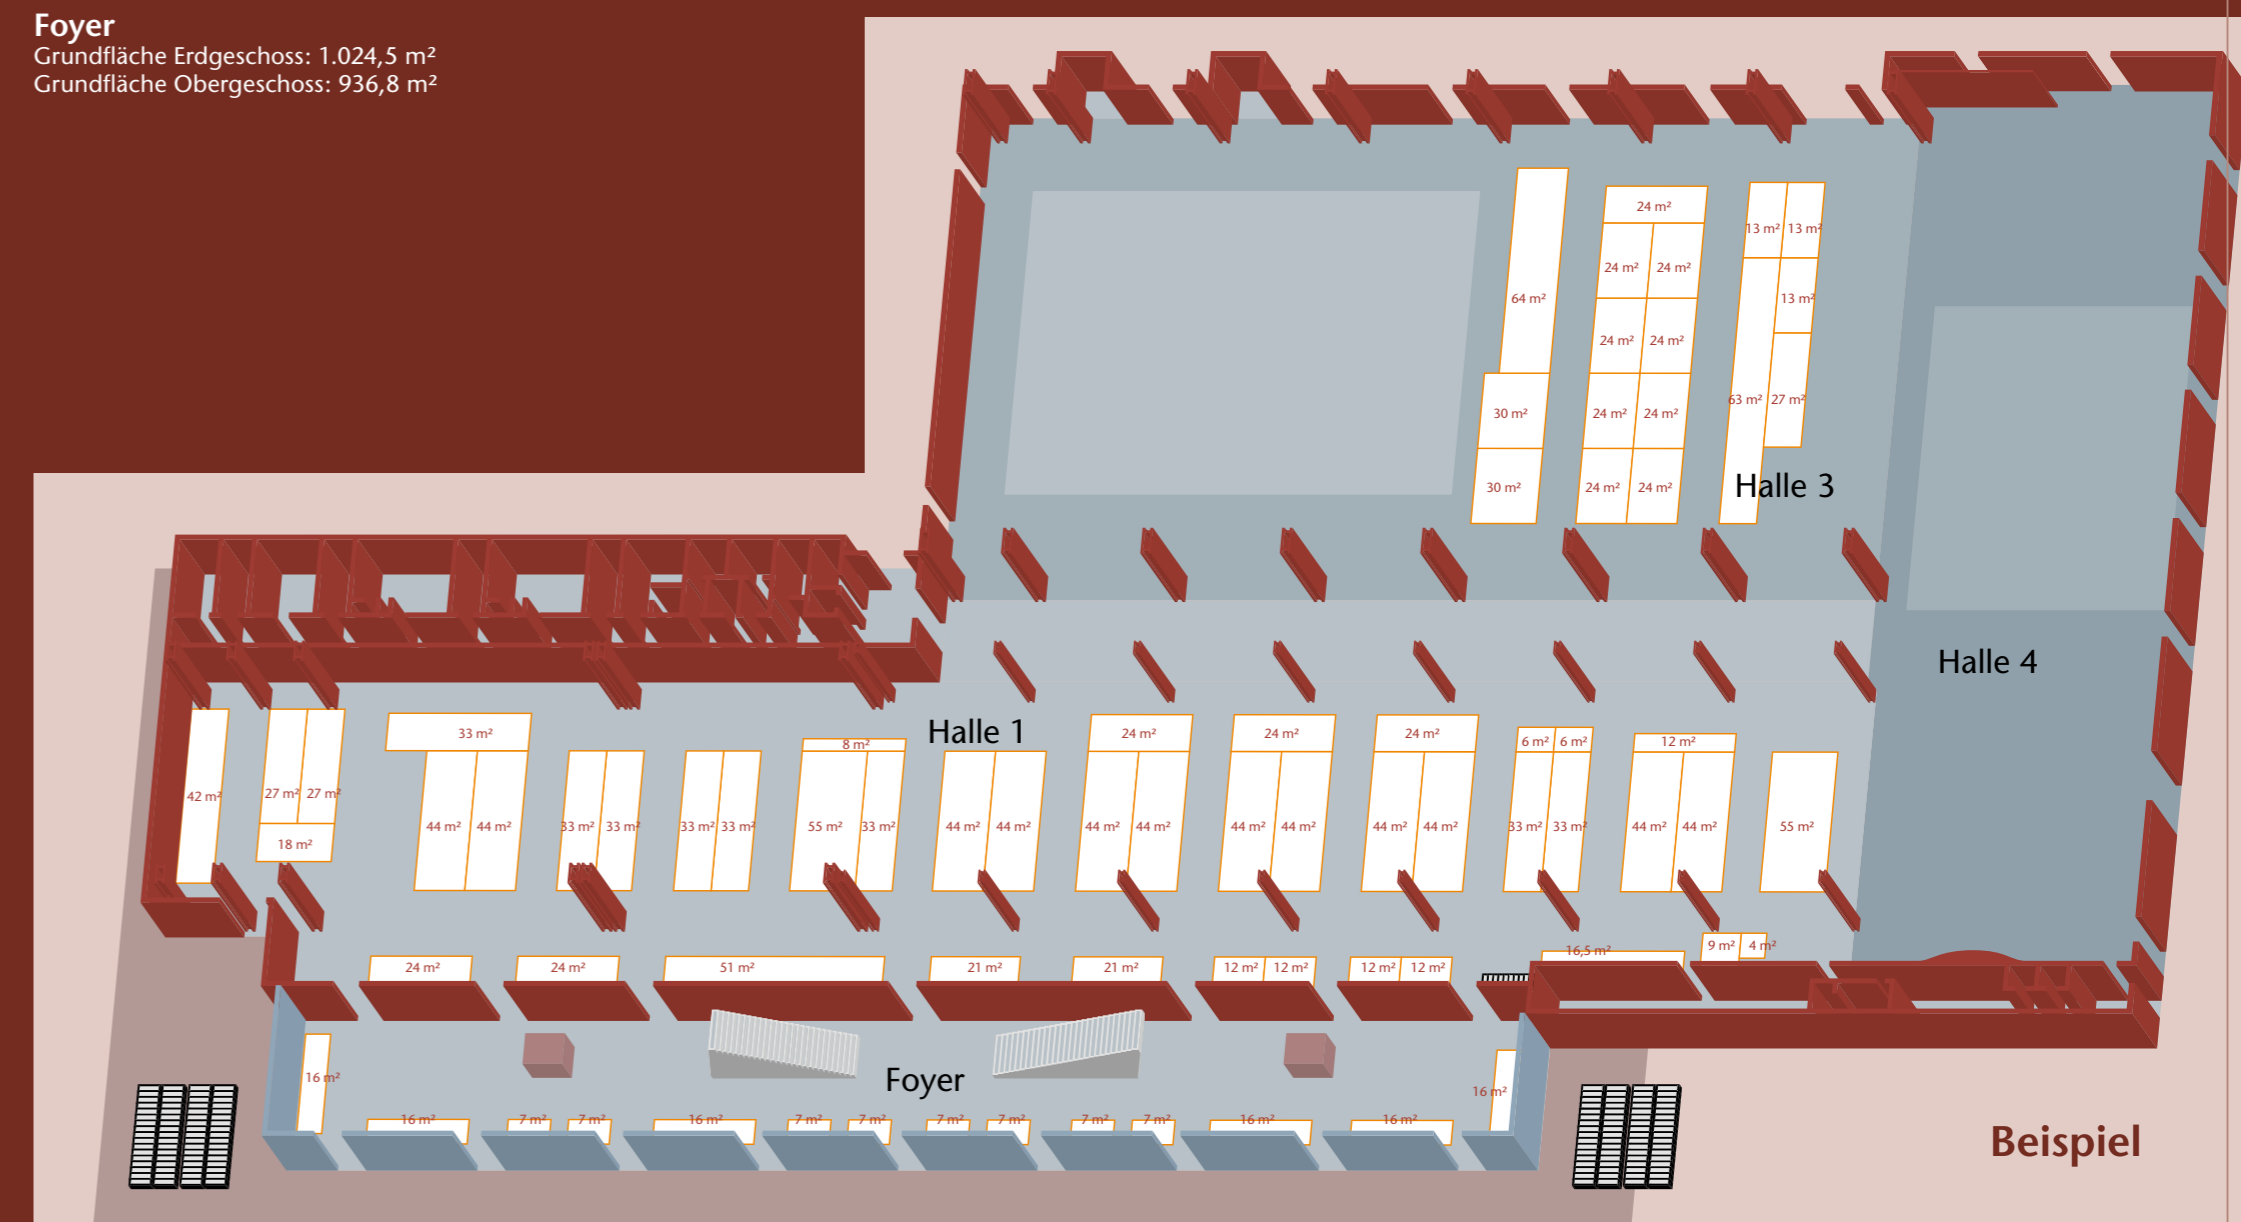 Foyer
Grundfläche Erdgeschoss: 1.024,5 m²
Grundfläche Obergeschoss: 936,8 m²
24 m²
13 m² 13 m²
24 m² 24 m²
64 m²
13 m²
24 m² 24 m²
63 m² 27 m²
30 m²
24 m² 24 m²
30 m²
24 m² 24 m²
Halle 3
Halle 4
Halle 1
33 m²
8 m²
24 m²
24 m²
24 m²
6 m² 6 m²
12 m²
42 m²
27 m² 27 m²
18 m²
44 m² 44 m²
33 m² 33 m²
33 m² 33 m²
55 m² 33 m²
44 m² 44 m²
44 m² 44 m²
44 m² 44 m²
44 m² 44 m²
33 m² 33 m²
44 m² 44 m²
55 m²
16,5 m²
9 m² 4 m²
24 m²
24 m²
51 m²
21 m²
21 m²
12 m² 12 m²
12 m² 12 m²
16 m²
Foyer
16 m²
16 m²
7 m² 7 m²
16 m²
7 m² 7 m²
7 m² 7 m²
7 m² 7 m²
16 m²
16 m²
Beispiel